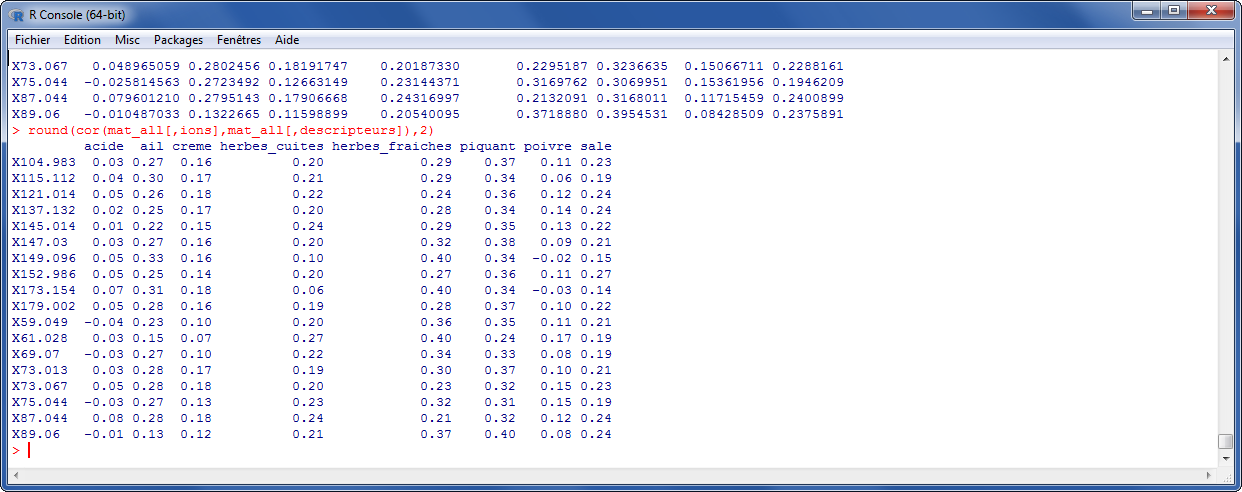 R Console (64-bit)
Fichier Edition Misc Packages Fenêtres Aide
X73.067 0.048965059 0.2802456 0.18191747 0.20187330 0.2295187 0.3236635 0.15066711 0.2288161
X75.044 -0.025814563 0.2723492 0.12663149 0.23144371 0.3169762 0.3069951 0.15361956 0.1946209
X87.044 0.079601210 0.2795143 0.17906668 0.24316997 0.2132091 0.3168011 0.11715459 0.2400899
X89.06 -0.010487033 0.1322665 0.11598899 0.20540095 0.3718880 0.3954531 0.08428509 0.2375891
> round(cor(mat_all[,ions],mat_all[,descripteurs]),2)
acide ail creme herbes_cuites herbes_fraiches piquant poivre sale
X104.983 0.03 0.27 0.16 0.20 0.29 0.37 0.11 0.23
X115.112 0.04 0.30 0.17 0.21 0.29 0.34 0.06 0.19
X121.014 0.05 0.26 0.18 0.22 0.24 0.36 0.12 0.24
X137.132 0.02 0.25 0.17 0.20 0.28 0.34 0.14 0.24
X145.014 0.01 0.22 0.15 0.24 0.29 0.35 0.13 0.22
X147.03 0.03 0.27 0.16 0.20 0.32 0.38 0.09 0.21
X149.096 0.05 0.33 0.16 0.10 0.40 0.34 -0.02 0.15
X152.986 0.05 0.25 0.14 0.20 0.27 0.36 0.11 0.27
X173.154 0.07 0.31 0.18 0.06 0.40 0.34 -0.03 0.14
X179.002 0.05 0.28 0.16 0.19 0.28 0.37 0.10 0.22
X59.049 -0.04 0.23 0.10 0.20 0.36 0.35 0.11 0.21
X61.028 0.03 0.15 0.07 0.27 0.40 0.24 0.17 0.19
X69.07 -0.03 0.27 0.10 0.22 0.34 0.33 0.08 0.19
X73.013 0.03 0.28 0.17 0.19 0.30 0.37 0.10 0.21
X73.067 0.05 0.28 0.18 0.20 0.23 0.32 0.15 0.23
X75.044 -0.03 0.27 0.13 0.23 0.32 0.31 0.15 0.19
X87.044 0.08 0.28 0.18 0.24 0.21 0.32 0.12 0.24
X89.06 -0.01 0.13 0.12 0.21 0.37 0.40 0.08 0.24
>